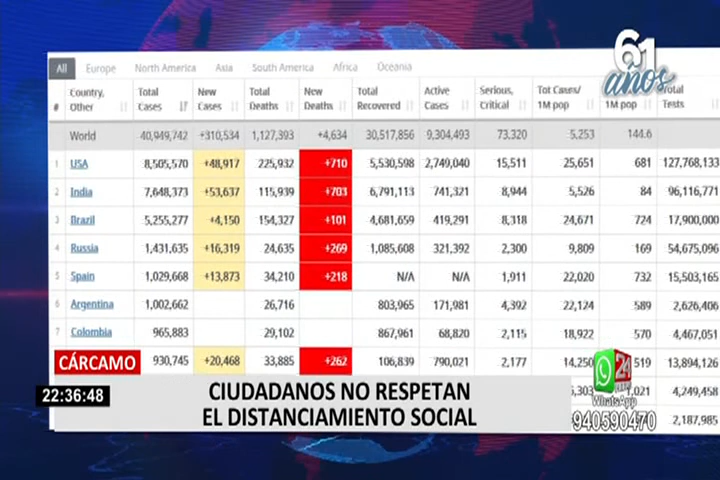 61 años
All Europe North America Asia South America Africa Oceania
# Country, Other Total Cases New Cases Total Deaths New Deaths Total Recovered Active Cases Serious, Critical Tot Cases/ 1M pop 1M pop Total Tests
World 40,949,742 +310,534 1,127,393 +4,634 30,517,856 9,304,493 73,320 5,253 144.6
1 USA 8,505,570 +48,917 225,932 +710 5,530,598 2,749,040 15,511 25,651 681 127,768,133
2 India 7,648,373 +53,637 115,939 +703 6,791,113 741,321 8,944 5,526 84 96,116,771
3 Brazil 5,255,277 +4,150 154,327 +101 4,681,659 419,291 8,318 24,671 724 17,900,000
4 Russia 1,431,635 +16,319 24,635 +269 1,085,608 321,392 2,300 9,809 169 54,675,096
5 Spain 1,029,668 +13,873 34,210 +218 N/A N/A 1,911 22,020 732 15,503,165
6 Argentina 1,002,662 26,716 803,965 171,981 4,392 22,124 589 2,626,406
7 Colombia 965,883 29,102 867,961 68,820 2,115 18,922 570 4,467,051
CÁRCAMO 930,745 +20,468 33,885 +262 106,839 790,021 2,177 14,250 519 13,894,126
22:36:48 CIUDADANOS NO RESPETAN 24 WhatsApp 4,249,458
EL DISTANCIAMIENTO SOCIAL 940590470 2,187,985